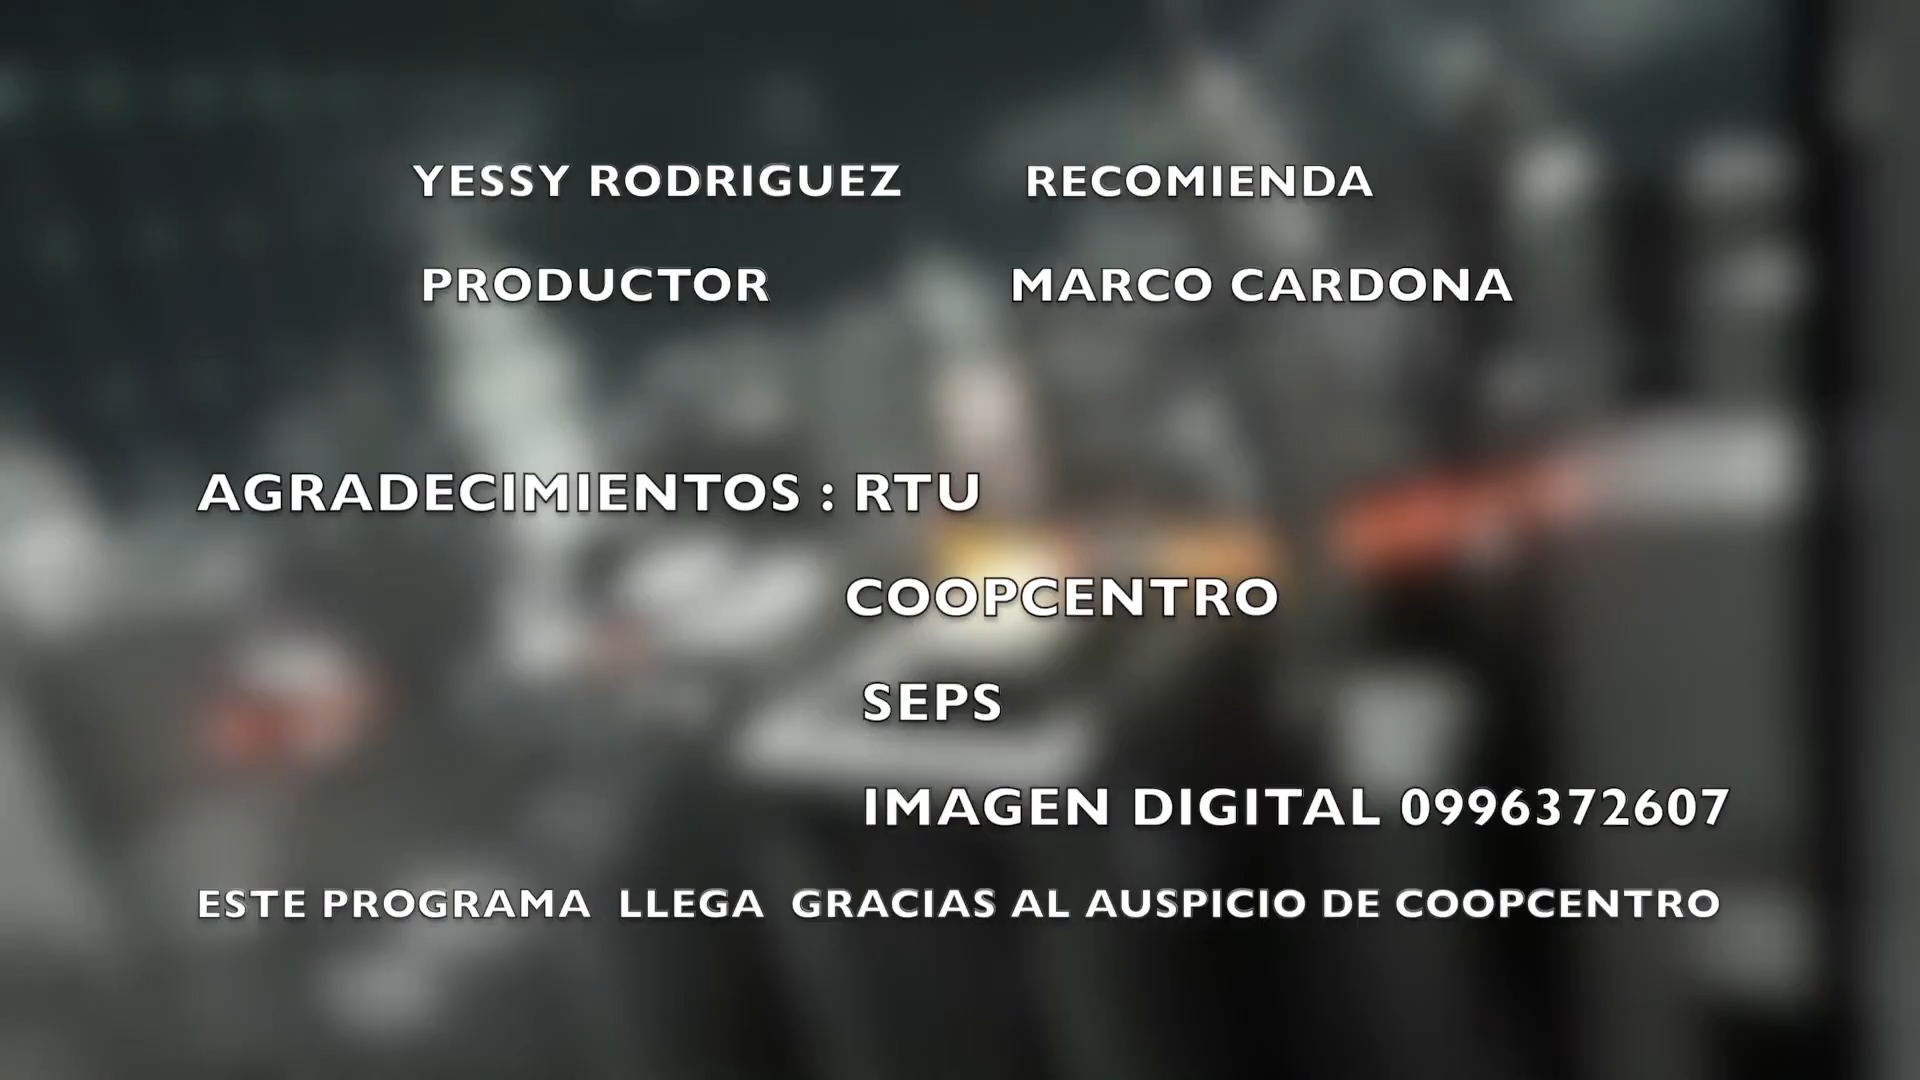 YESSY RODRIGUEZ RECOMIENDA
PRODUCTOR MARCO CARDONA
AGRADECIMIENTOS : RTU
COOPCENTRO
SEPS
IMAGEN DIGITAL 0996372607
ESTE PROGRAMA LLEGA GRACIAS AL AUSPICIO DE COOPCENTRO